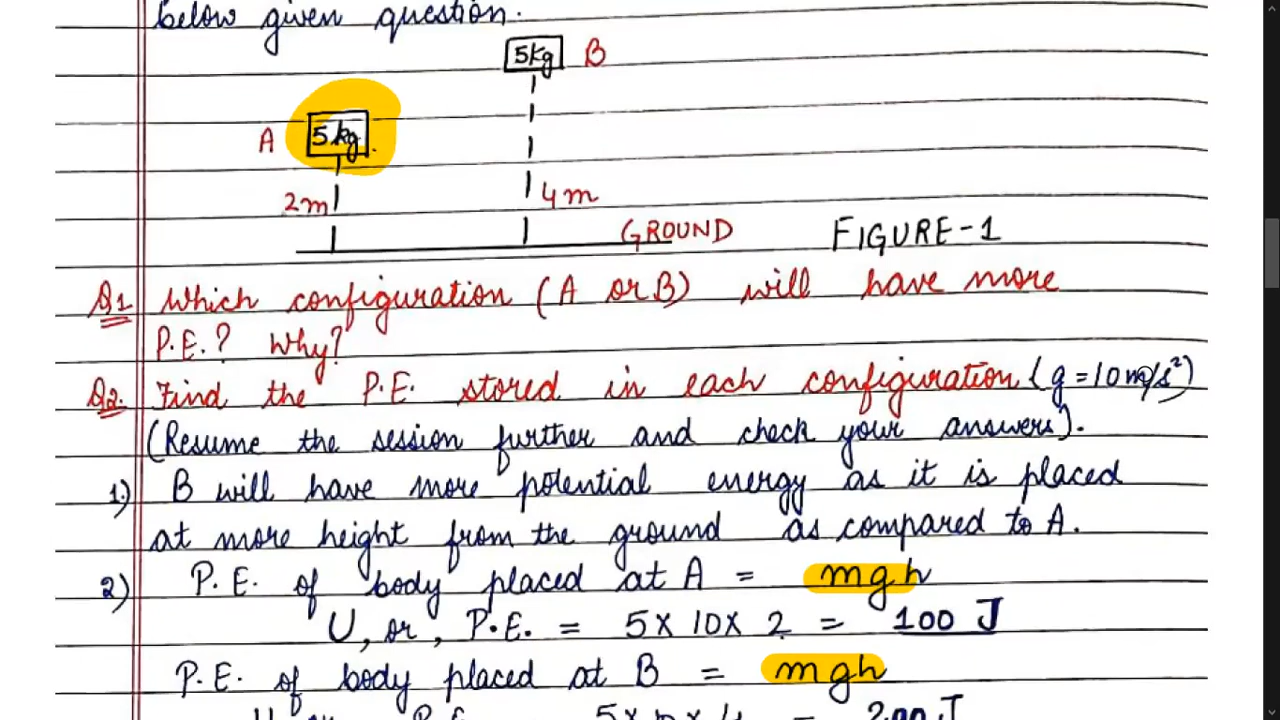 below given question.
5kg B
A 5kg
2m 4m
GROUND FIGURE-1
Q1 Which configuration (A or B) will have more
P.E.? Why?
Q2. Find the P.E. stored in each configuration (g = 10 m/s²)
(Resume the session further and check your answers).
1.) B will have more potential energy as it is placed
at more height from the ground as compared to A.
2) P.E. of body placed at A = mgh
U, or, P.E. = 5 x 10 x 2 = 100 J
P.E. of body placed at B = mgh
200 J